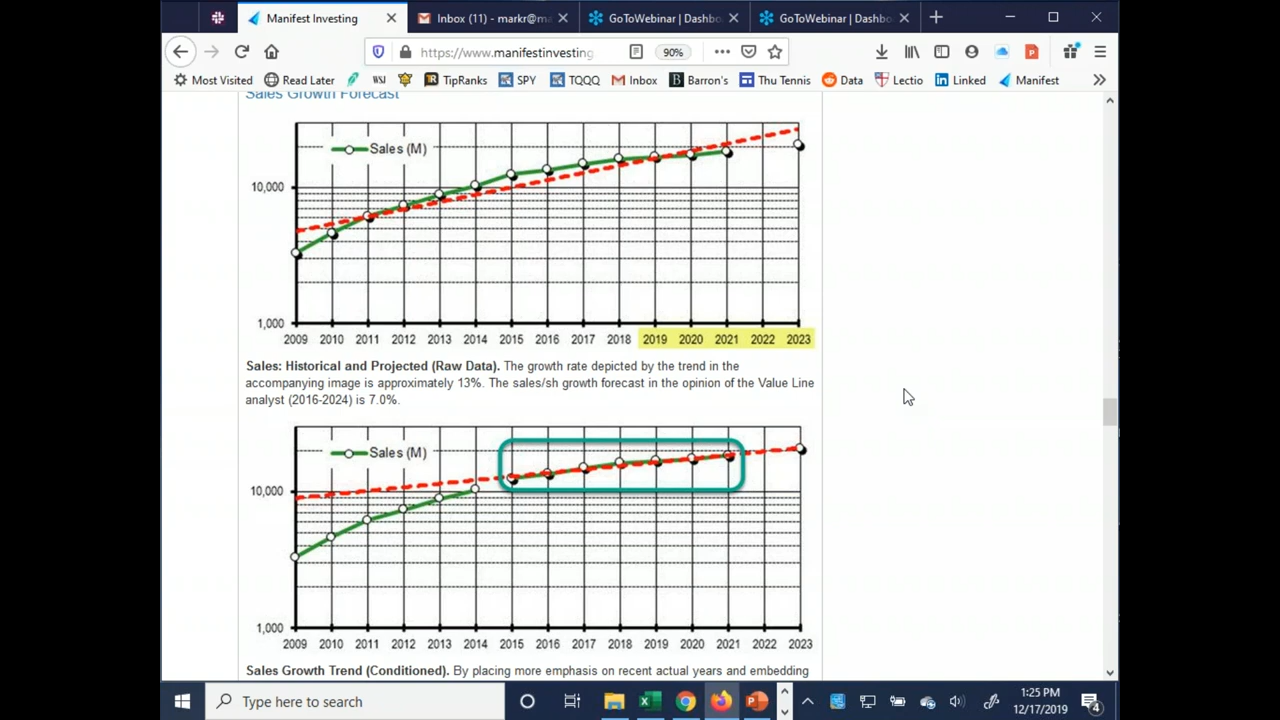 Manifest Investing
Inbox (11) - markr@ma
GoToWebinar | Dashbo
GoToWebinar | Dashbo
https://www.manifestinvesting
90%
Most Visited
Read Later
WSJ
TipRanks
SPY
TQQQ
Inbox
B Barron's
Thu Tennis
Data
Lectio
Linked
Manifest
Sales Growth Forecast
Sales (M)
10,000
1,000
2009 2010 2011 2012 2013 2014 2015 2016 2017 2018 2019 2020 2021 2022 2023
Sales: Historical and Projected (Raw Data). The growth rate depicted by the trend in the
accompanying image is approximately 13%. The sales/sh growth forecast in the opinion of the Value Line
analyst (2016-2024) is 7.0%.
Sales (M)
10,000
1,000
2009 2010 2011 2012 2013 2014 2015 2016 2017 2018 2019 2020 2021 2022 2023
Sales Growth Trend (Conditioned). By placing more emphasis on recent actual years and embedding
Type here to search
1:25 PM
12/17/2019
4